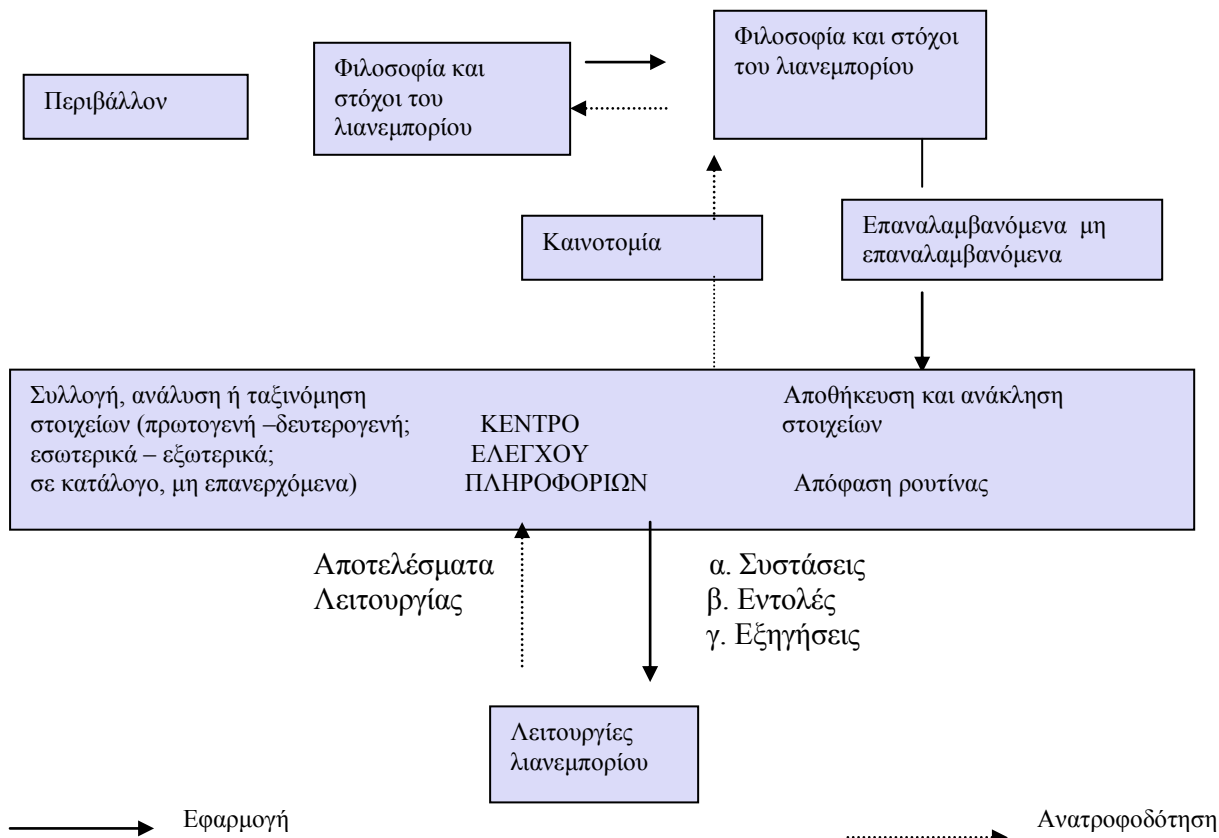 Περιβάλλον
Φιλοσοφία και
στόχοι του
λιανεμπορίου
Φιλοσοφία και στόχοι
του λιανεμπορίου
Καινοτομία
Επαναλαμβανόμενα μη
επαναλαμβανόμενα
Συλλογή, ανάλυση ή ταξινόμηση
στοιχείων (πρωτογενή –δευτερογενή;
εσωτερικά – εξωτερικά;
σε κατάλογο, μη επανερχόμενα)
ΚΕΝΤΡΟ
ΕΛΕΓΧΟΥ
ΠΛΗΡΟΦΟΡΙΩΝ
Αποθήκευση και ανάκληση
στοιχείων
Απόφαση ρουτίνας
Αποτελέσματα
Λειτουργίας
α. Συστάσεις
β. Εντολές
γ. Εξηγήσεις
Λειτουργίες
λιανεμπορίου
Εφαρμογή
Ανατροφοδότηση